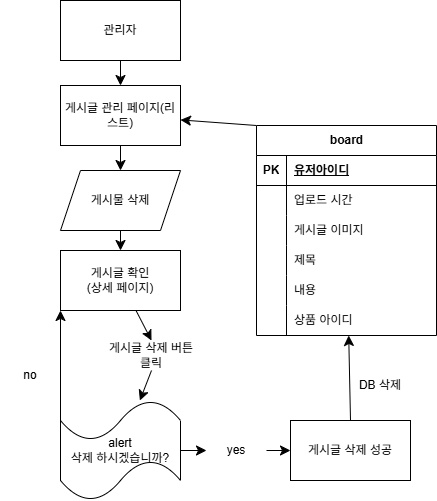 관리자
게시글 관리 페이지(리
스트)
board
PK 유저아이디
업로드 시간
게시글 이미지
제목
내용
상품 아이디
게시물 삭제
게시글 확인
(상세 페이지)
게시글 삭제 버튼
클릭
no
DB 삭제
alert
삭제 하시겠습니까?
yes
게시글 삭제 성공